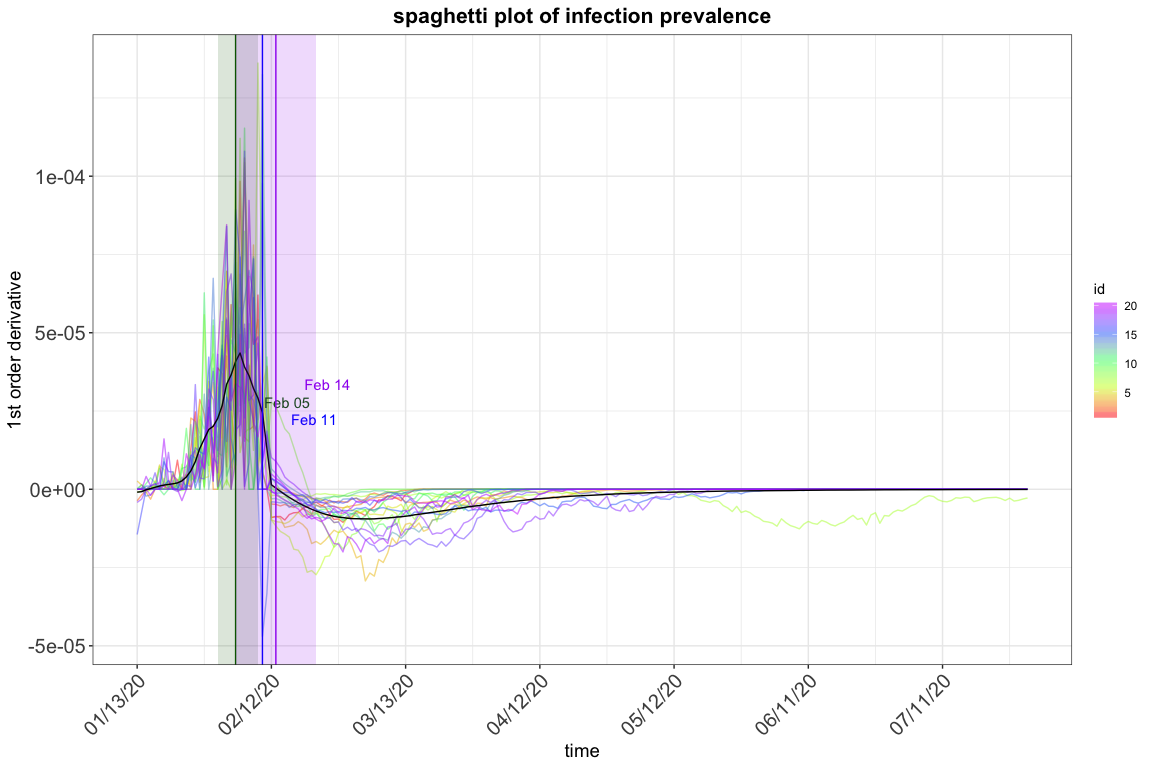 spaghetti plot of infection prevalence
1st order derivative
1e-04
5e-05
0e+00
-5e-05
Feb 14
Feb 05
Feb 11
id
20
15
10
5
01/13/20
02/12/20
03/13/20
04/12/20
05/12/20
06/11/20
07/11/20
time